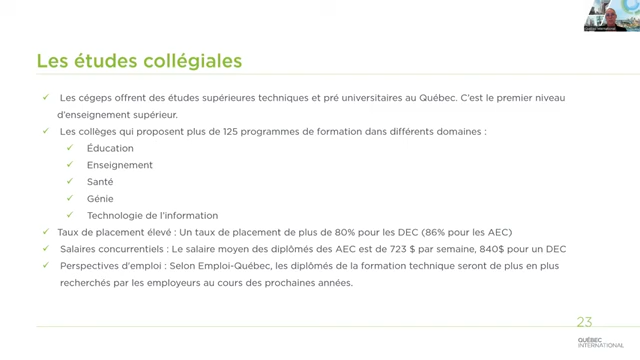 Les études collégiales
✓ Les cégeps offrent des études supérieures techniques et pré universitaires au Québec. C'est le premier niveau
d'enseignement supérieur.
✓ Les collèges qui proposent plus de 125 programmes de formation dans différents domaines :
✓ Éducation
✓ Enseignement
✓ Santé
✓ Génie
✓ Technologie de l'information
✓ Taux de placement élevé : Un taux de placement de plus de 80% pour les DEC (86% pour les AEC)
✓ Salaires concurrentiels : Le salaire moyen des diplômés des AEC est de 723 $ par semaine, 840$ pour un DEC
✓ Perspectives d'emploi : Selon Emploi-Québec, les diplômés de la formation technique seront de plus en plus
recherchés par les employeurs au cours des prochaines années.
23
QUÉBEC
INTERNATIONAL